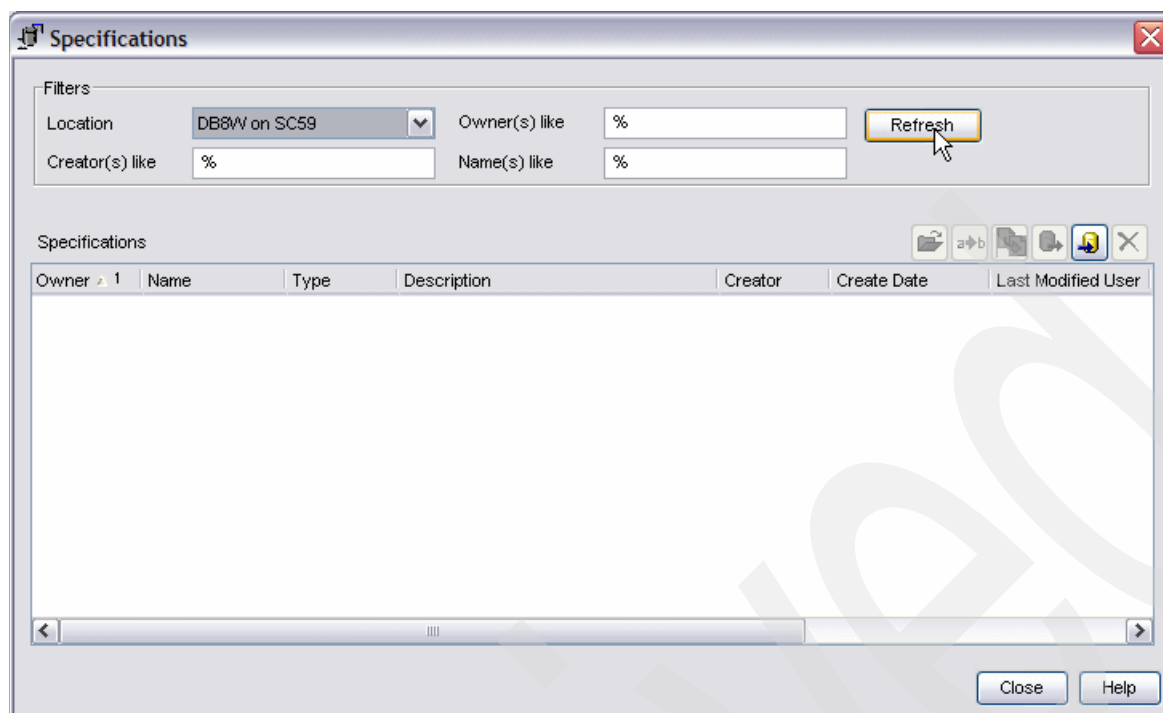 Specifications
Filters
Location DB8W on SC59 Owner(s) like % Refresh
Creator(s) like % Name(s) like %
Specifications a b
Owner 1 Name Type Description Creator Create Date Last Modified User
Close Help